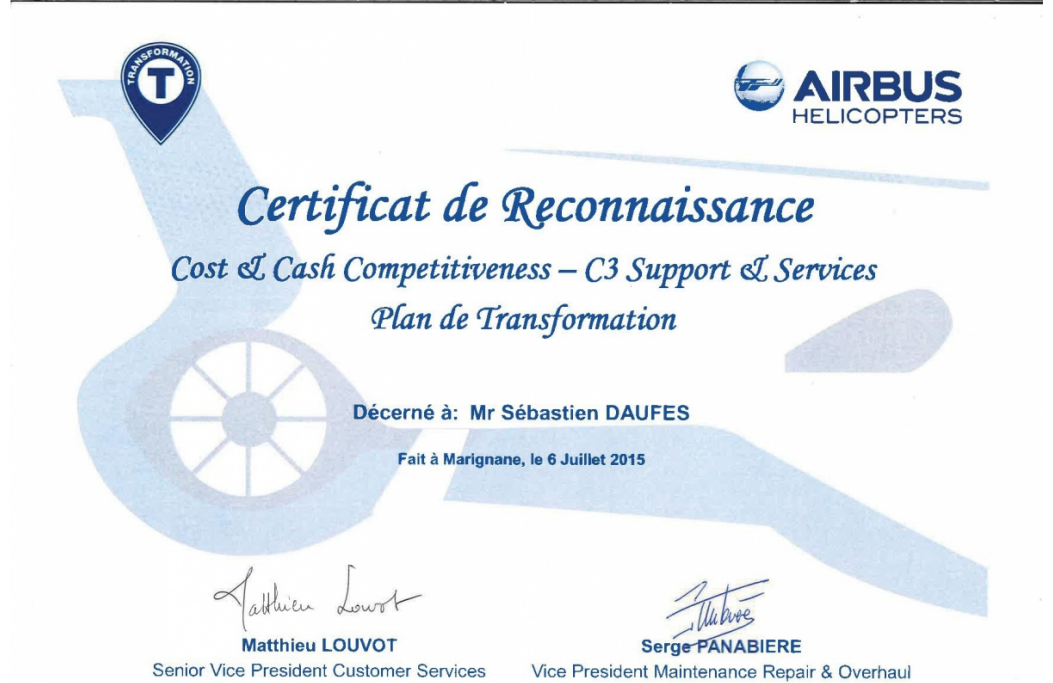 TRANSFORMATION
T
AIRBUS
HELICOPTERS
Certificat de Reconnaissance
Cost & Cash Competitiveness – C3 Support & Services
Plan de Transformation
Décerné à: Mr Sébastien DAUFES
Fait à Marignane, le 6 Juillet 2015
Matthieu Louvot
Matthieu LOUVOT
Senior Vice President Customer Services
Serge PANABIERE
Vice President Maintenance Repair & Overhaul